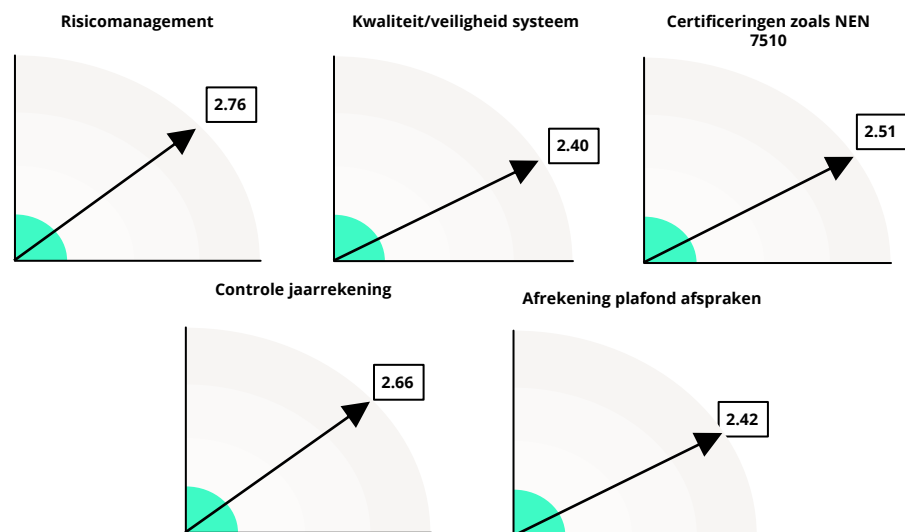 Risicomanagement
Kwaliteit/veiligheid systeem
Certificeringen zoals NEN
7510
2.76
2.40
2.51
Controle jaarrekening
Afrekening plafond afspraken
2.66
2.42